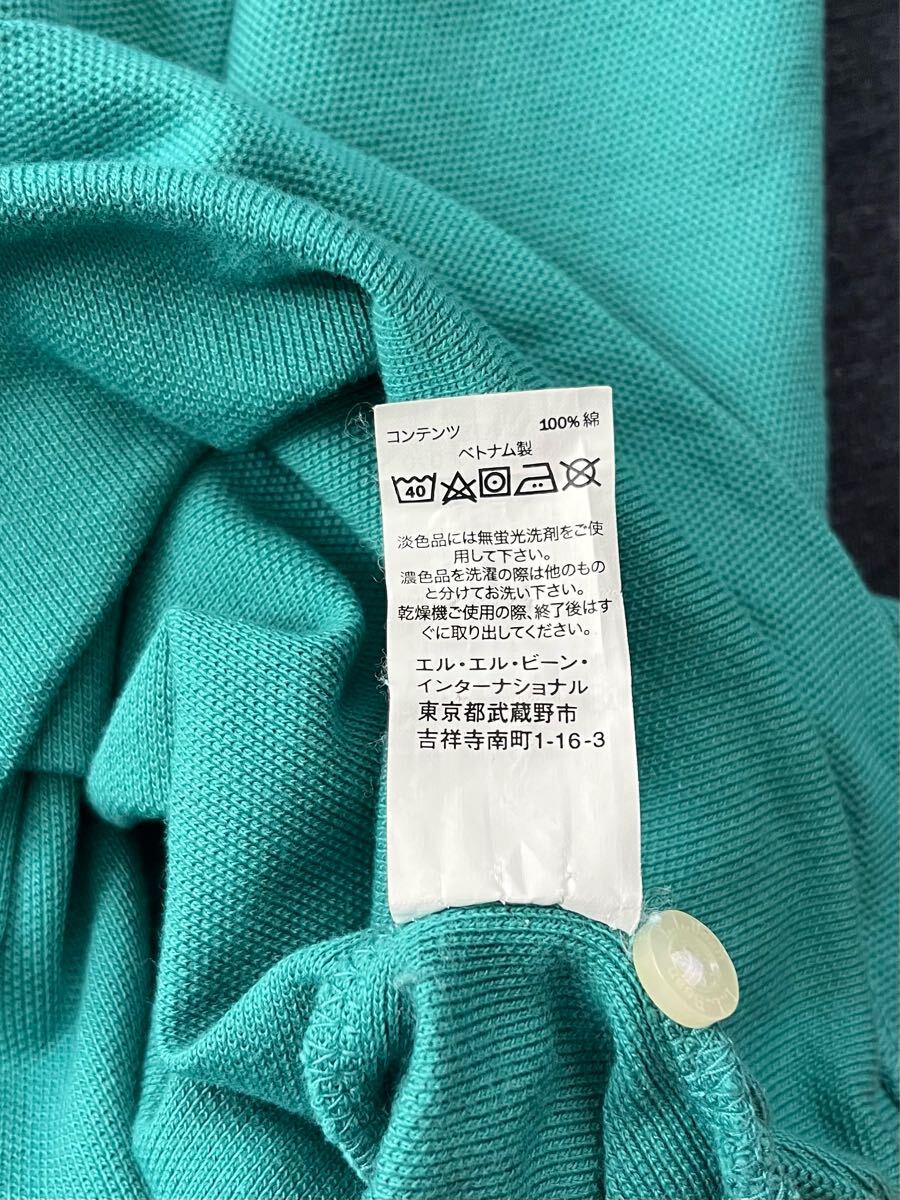 コンテンツ 100% 綿
ベトナム製
40
淡色品には無蛍光洗剤をご使
用して下さい。
濃色品を洗濯の際は他のもの
と分けてお洗い下さい。
乾燥機ご使用の際、終了後はす
ぐに取り出してください。
エル・エル・ビーン・
インターナショナル
東京都武蔵野市
吉祥寺南町1-16-3